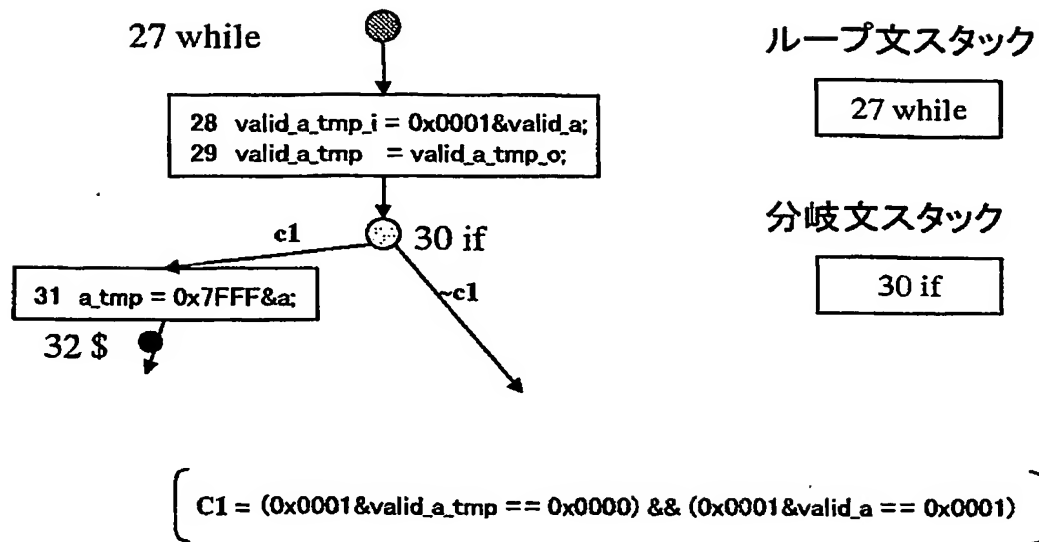 27 while
28 valid_a_tmp_i = 0x0001&valid_a;
29 valid_a_tmp = valid_a_tmp_o;
c1
30 if
~c1
31 a_tmp = 0x7FFF&a;
32 $
ループ文スタック
27 while
分岐文スタック
30 if
C1 = (0x0001&valid_a_tmp == 0x0000) && (0x0001&valid_a == 0x0001)